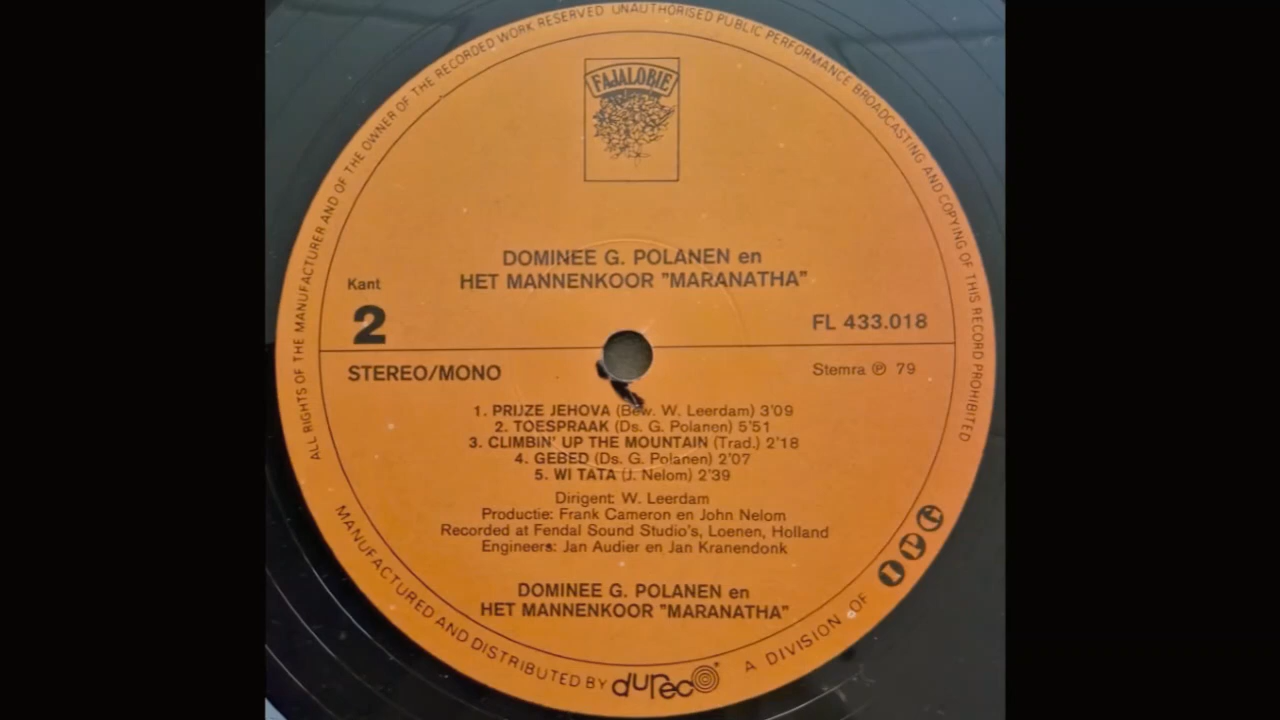 ALL RIGHTS OF THE MANUFACTURER AND OF THE OWNER OF THE RECORDED WORK RESERVED UNAUTHORISED PUBLIC PERFORMANCE BROADCASTING AND COPYING OF THIS RECORD PROHIBITED
FAJALOBIE
DOMINEE G. POLANEN en
HET MANNENKOOR "MARANATHA"
Kant
2
FL 433.018
STEREO/MONO
Stemra ℗ 79
1. PRIJZE JEHOVA (Bew. W. Leerdam) 3'09
2. TOESPRAAK (Ds. G. Polanen) 5'51
3. CLIMBIN' UP THE MOUNTAIN (Trad.) 2'18
4. GEBED (Ds. G. Polanen) 2'07
5. WI TATA (J. Nelom) 2'39
Dirigent: W. Leerdam
Productie: Frank Cameron en John Nelom
Recorded at Fendal Sound Studio's, Loenen, Holland
Engineers: Jan Audier en Jan Kranendonk
DOMINEE G. POLANEN en
HET MANNENKOOR "MARANATHA"
MANUFACTURED AND DISTRIBUTED BY dureco A DIVISION OF